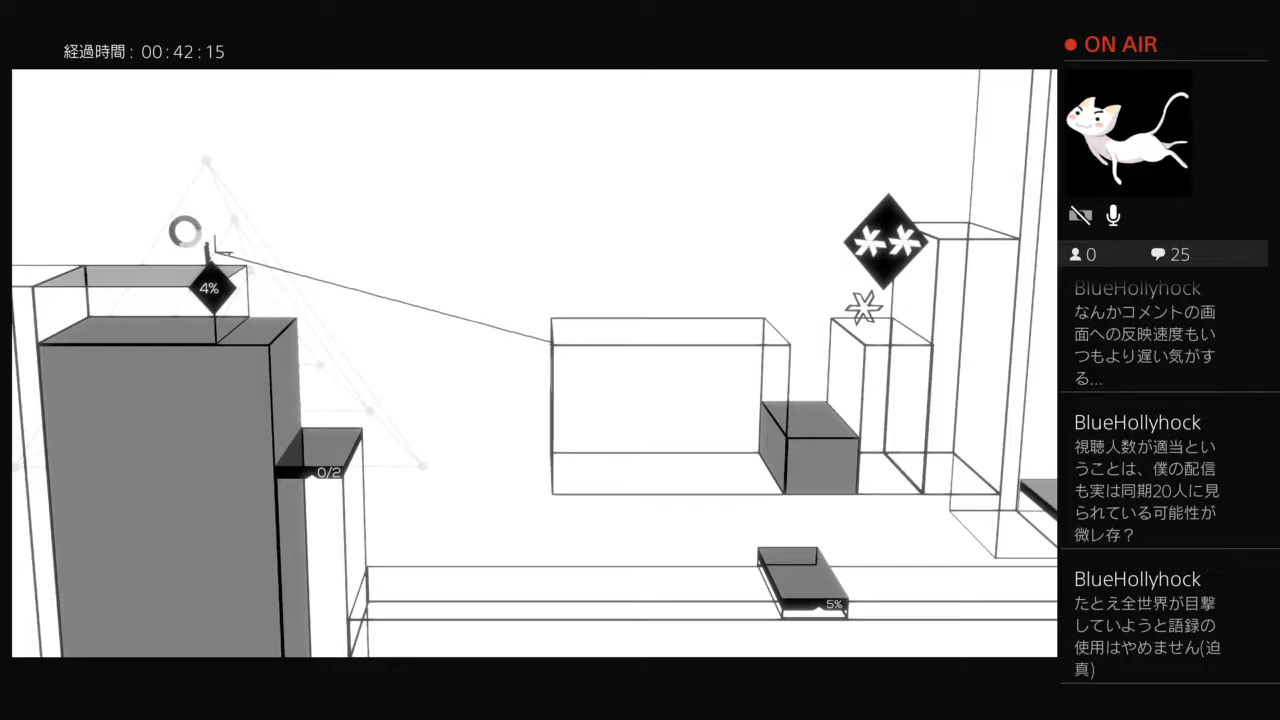 経過時間 : 00:42:15
ON AIR
0
25
4%
0/2
5%
BlueHollyhock
なんかコメントの画
面への反映速度もい
つもより遅い気がす
る...
BlueHollyhock
視聴人数が適当とい
うことは、僕の配信
も実は同期20人に見
られている可能性が
微レ存？
BlueHollyhock
たとえ全世界が目撃
していようと語録の
使用はやめません(迫
真)